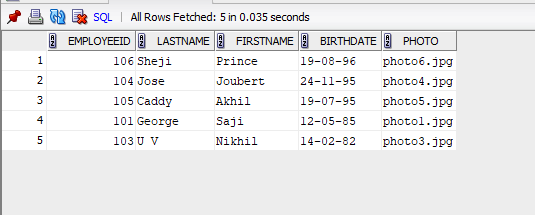 SQL | All Rows Fetched: 5 in 0.035 seconds
EMPLOYEEID LASTNAME FIRSTNAME BIRTHDATE PHOTO
1 106 Sheji Prince 19-08-96 photo6.jpg
2 104 Jose Joubert 24-11-95 photo4.jpg
3 105 Caddy Akhil 19-07-95 photo5.jpg
4 101 George Saji 12-05-85 photo1.jpg
5 103 U V Nikhil 14-02-82 photo3.jpg